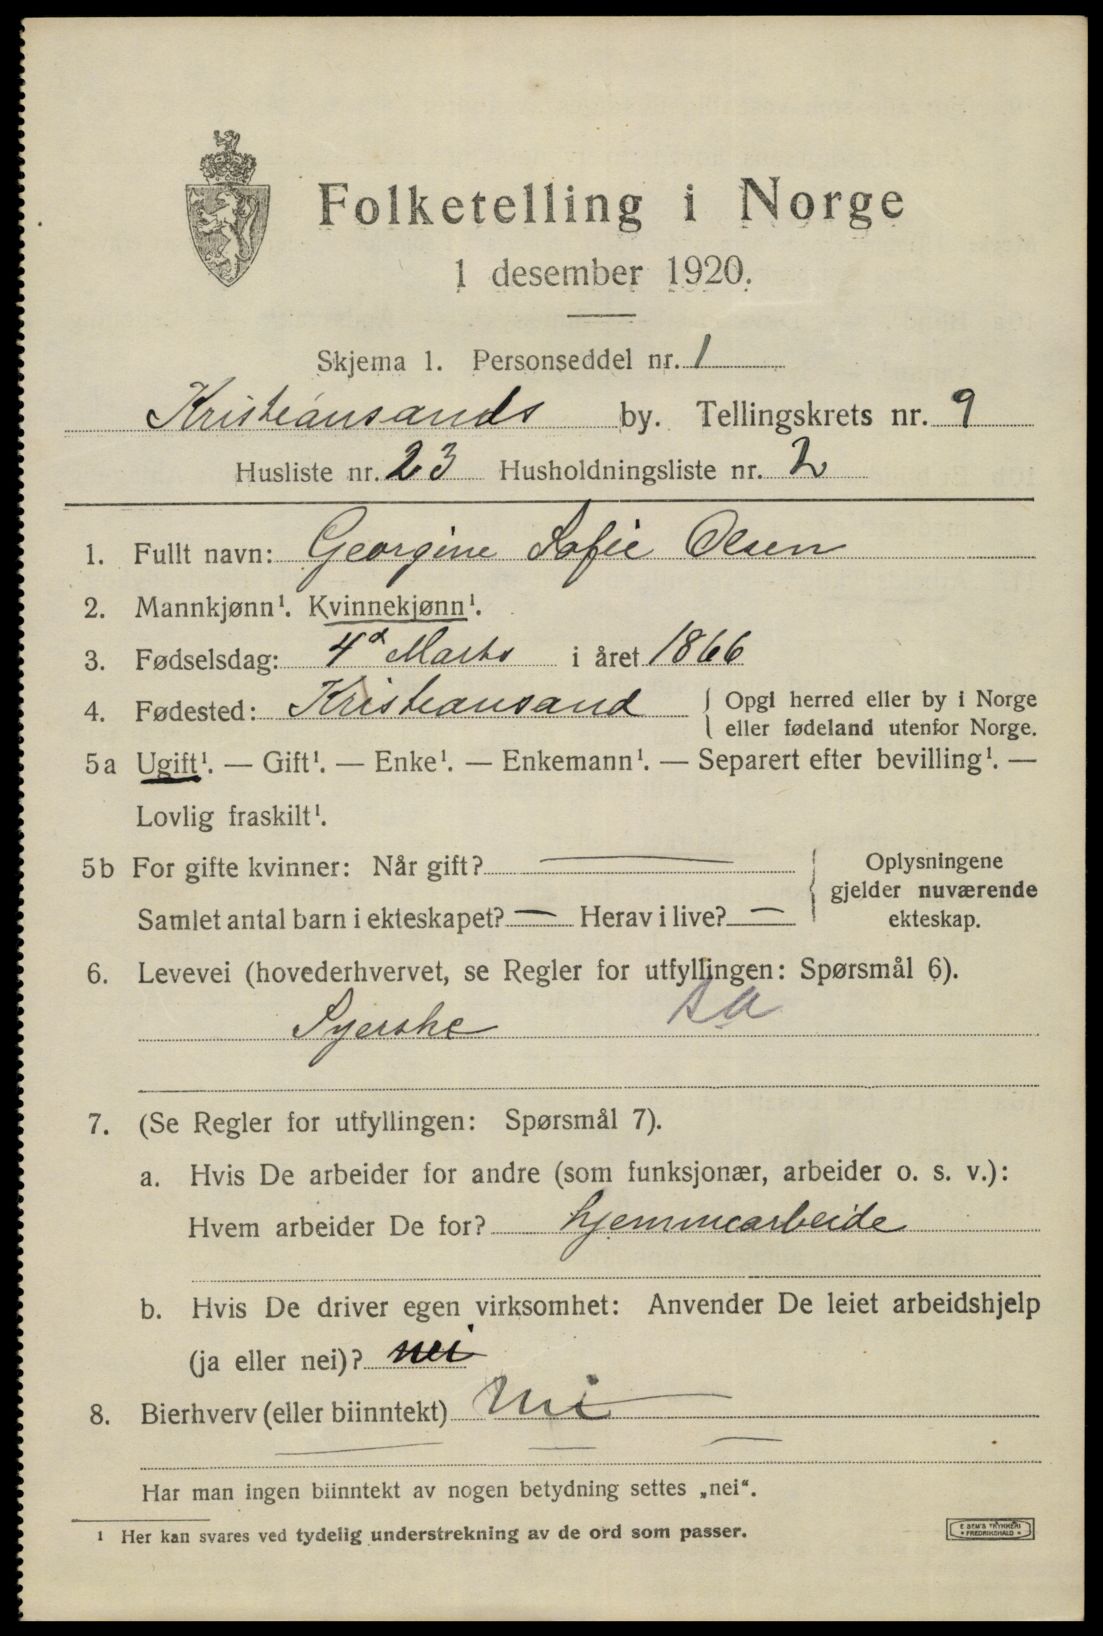 Folketelling i Norge
1 desember 1920.
Skjema 1. Personseddel nr. 1
Kristiansands by. Tellingskrets nr. 9
Husliste nr. 23 Husholdningsliste nr. 2
1. Fullt navn: Georgine Sofie Olsen
2. Mannkjønn¹. Kvinnekjønn¹.
3. Fødselsdag: 4d Marts i året 1866
4. Fødested: Kristiansand { Opgi herred eller by i Norge
eller fødeland utenfor Norge.
5a Ugift¹. — Gift¹. — Enke¹. — Enkemann¹. — Separert efter bevilling¹. —
Lovlig fraskilt¹.
5b For gifte kvinner: Når gift? —
Samlet antal barn i ekteskapet? — Herav i live? —
{ Oplysningene
gjelder nuværende
ekteskap.
6. Levevei (hovederhvervet, se Regler for utfyllingen: Spørsmål 6).
Syerske
7. (Se Regler for utfyllingen: Spørsmål 7).
a. Hvis De arbeider for andre (som funksjonær, arbeider o. s. v.):
Hvem arbeider De for? hjemmearbeide
b. Hvis De driver egen virksomhet: Anvender De leiet arbeidshjelp
(ja eller nei)? nei
8. Bierhverv (eller biinntekt) nei
Har man ingen biinntekt av nogen betydning settes „nei“.
¹ Her kan svares ved tydelig understrekning av de ord som passer.
E SEM'S TRYKKERI
FREDRIKSHALD